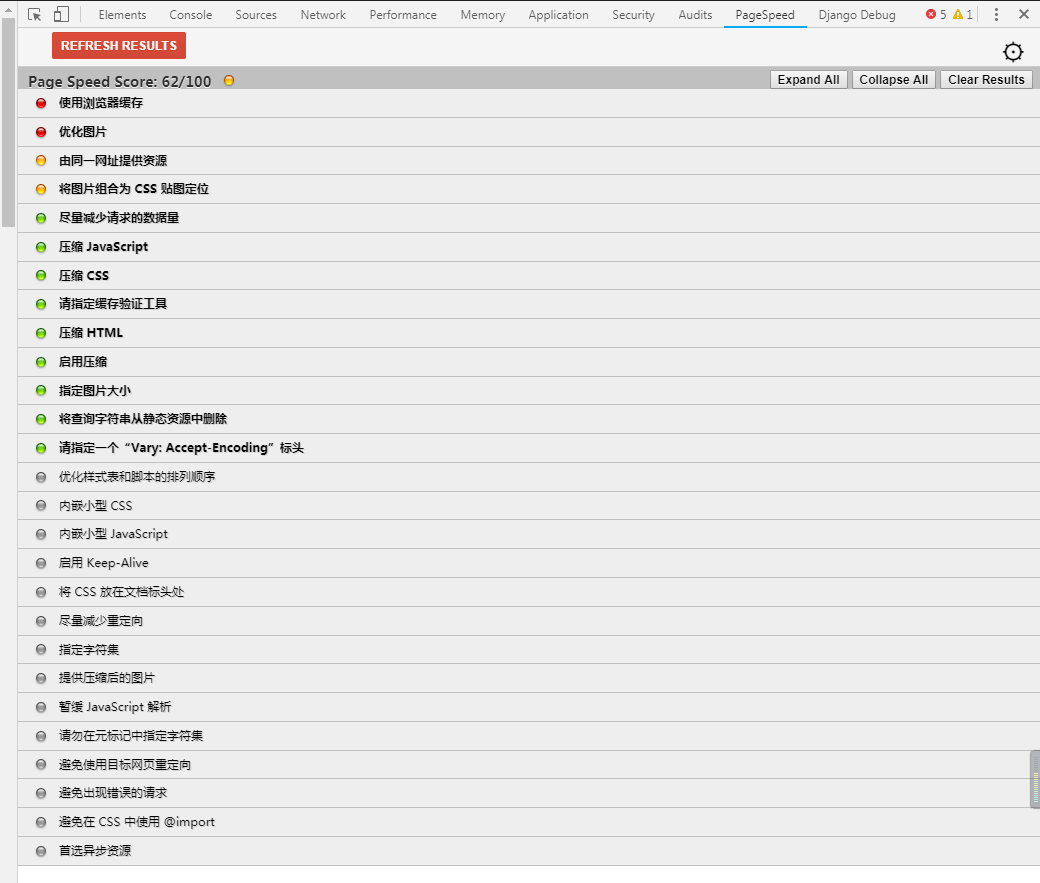 Elements Console Sources Network Performance Memory Application Security Audits PageSpeed Django Debug 5 1
REFRESH RESULTS
Page Speed Score: 62/100 Expand All Collapse All Clear Results
使用浏览器缓存
优化图片
由同一网址提供资源
将图片组合为 CSS 贴图定位
尽量减少请求的数据量
压缩 JavaScript
压缩 CSS
请指定缓存验证工具
压缩 HTML
启用压缩
指定图片大小
将查询字符串从静态资源中删除
请指定一个“Vary: Accept-Encoding”标头
优化样式表和脚本的排列顺序
内嵌小型 CSS
内嵌小型 JavaScript
启用 Keep-Alive
将 CSS 放在文档标头处
尽量减少重定向
指定字符集
提供压缩后的图片
暂缓 JavaScript 解析
请勿在元标记中指定字符集
避免使用目标网页重定向
避免出现错误的请求
避免在 CSS 中使用 @import
首选异步资源